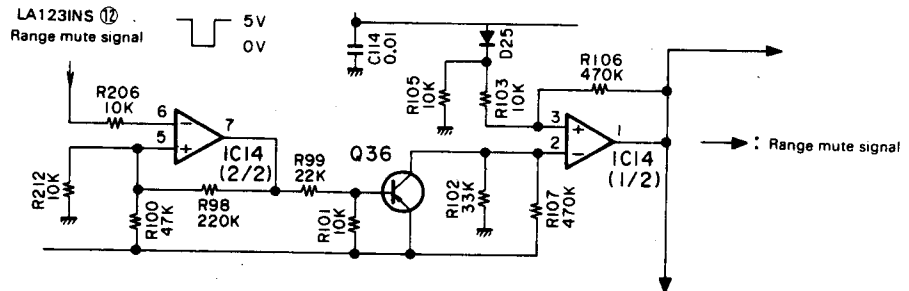 LA123INS ⑫
Range mute signal
5V
0V
C114
0.01
D25
R105
10K
R103
10K
R106
470K
R206
10K
6
5
7
−
+
IC14
(2/2)
R212
10K
R100
47K
R98
220K
R99
22K
R101
10K
Q36
R102
33K
R107
470K
3
2
1
+
−
IC14
(1/2)
: Range mute signal